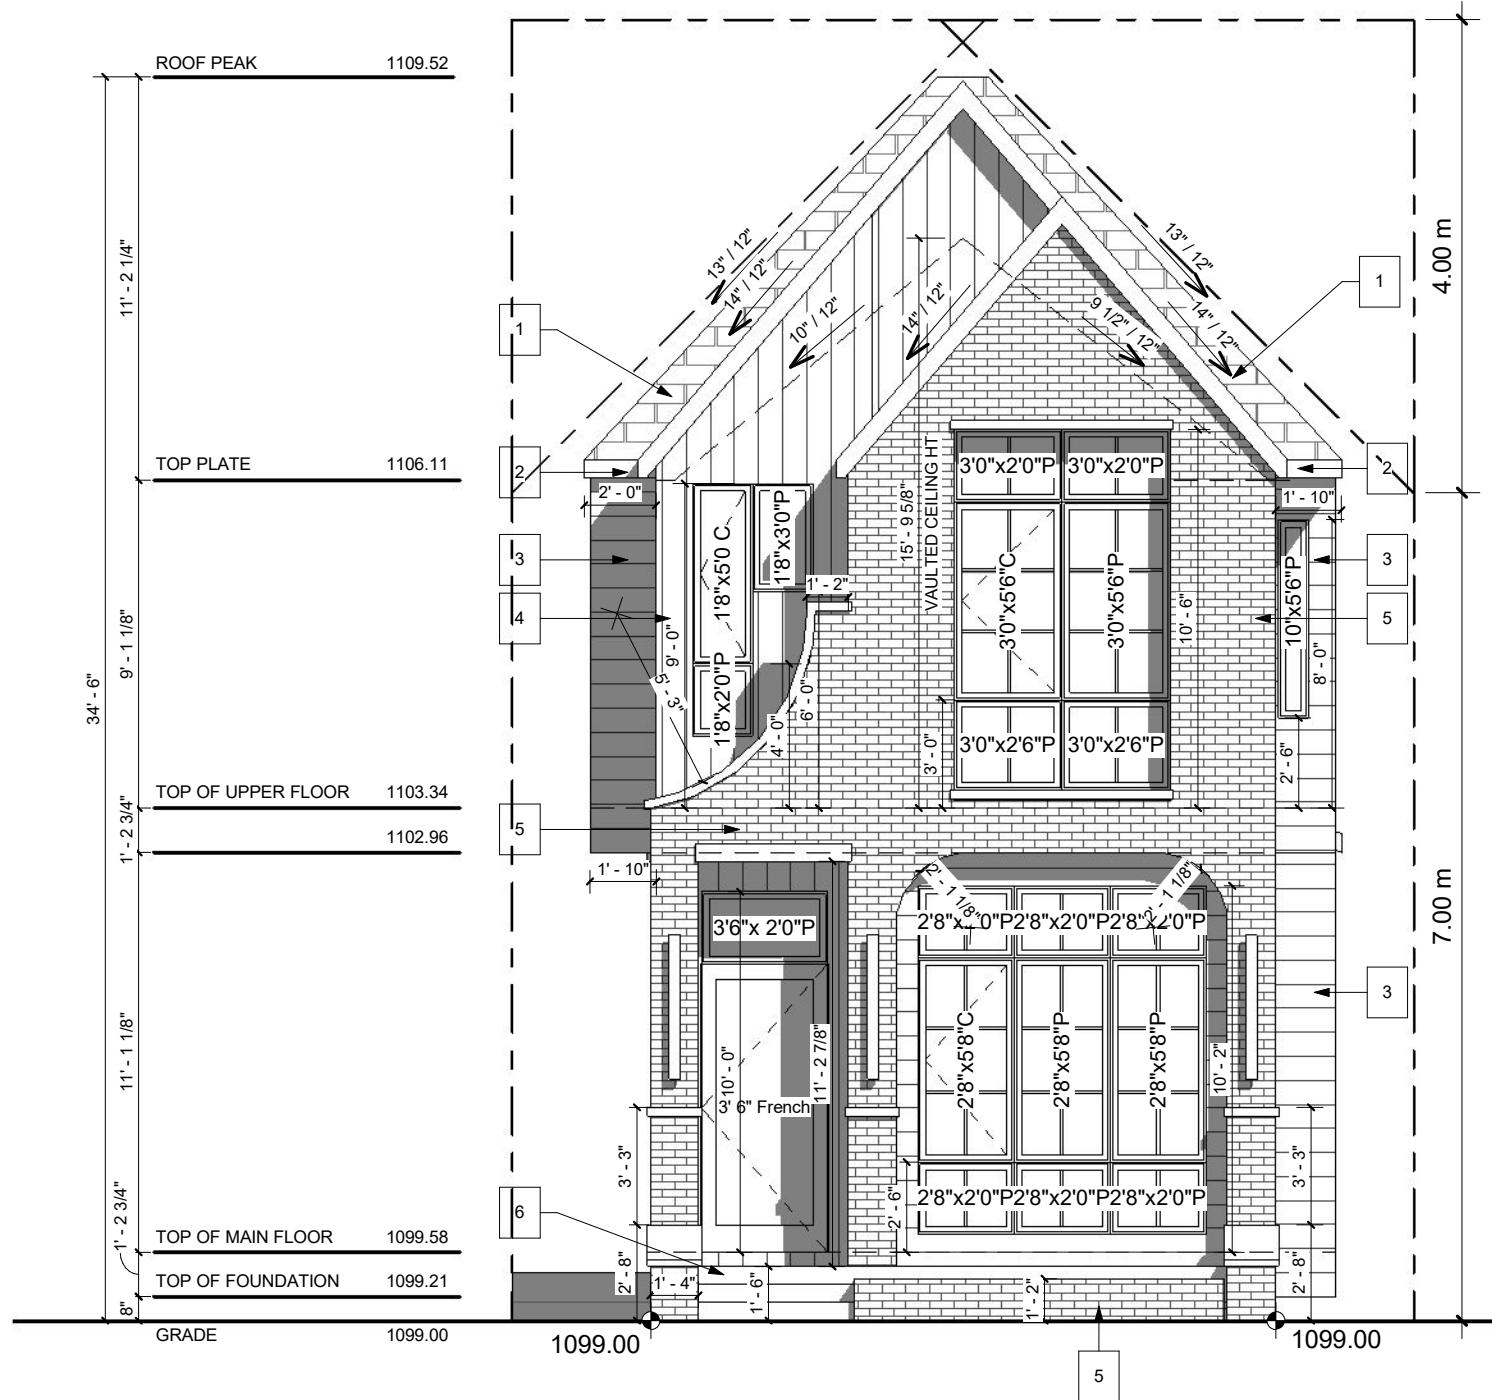 ROOF PEAK 1109.52
TOP PLATE 1106.11
TOP OF UPPER FLOOR 1103.34
1102.96
TOP OF MAIN FLOOR 1099.58
TOP OF FOUNDATION 1099.21
GRADE 1099.00
34' - 6"
11' - 2 1/4"
9' - 1 1/8"
1' - 2 3/4"
11' - 1 1/8"
1' - 2 3/4"
8"
4.00 m
7.00 m
13" / 12"
14" / 12"
10" / 12"
14" / 12"
9 1/2" / 12"
13" / 12"
14" / 12"
1
1
2
2
3
3
4
5
5
3
6
5
2' - 0"
1' - 10"
1'8"x5'0 C
1'8"x3'0"P
1'8"x2'0"P
9' - 0"
5' - 3"
1' - 2"
4' - 0"
6' - 0"
15' - 9 5/8"
VAULTED CEILING HT
3' - 0"
3'0"x2'0"P 3'0"x2'0"P
3'0"x5'6"C
3'0"x5'6"P
3'0"x2'6"P 3'0"x2'6"P
10' - 6"
10"x5'6"P
8' - 0"
2' - 6"
1' - 10"
3'6"x 2'0"P
10' - 0"
11' - 2 7/8"
3' 6" French
2' - 1 1/8"
2' - 1 1/8"
2'8"x2'0"P 2'8"x2'0"P 2'8"x2'0"P
2'8"x5'8"C
2'8"x5'8"P
2'8"x5'8"P
10' - 2"
2'8"x2'0"P 2'8"x2'0"P 2'8"x2'0"P
2' - 6"
3' - 3"
3' - 3"
2' - 8"
2' - 8"
1' - 4"
1' - 6"
1' - 2"
1099.00
1099.00
5